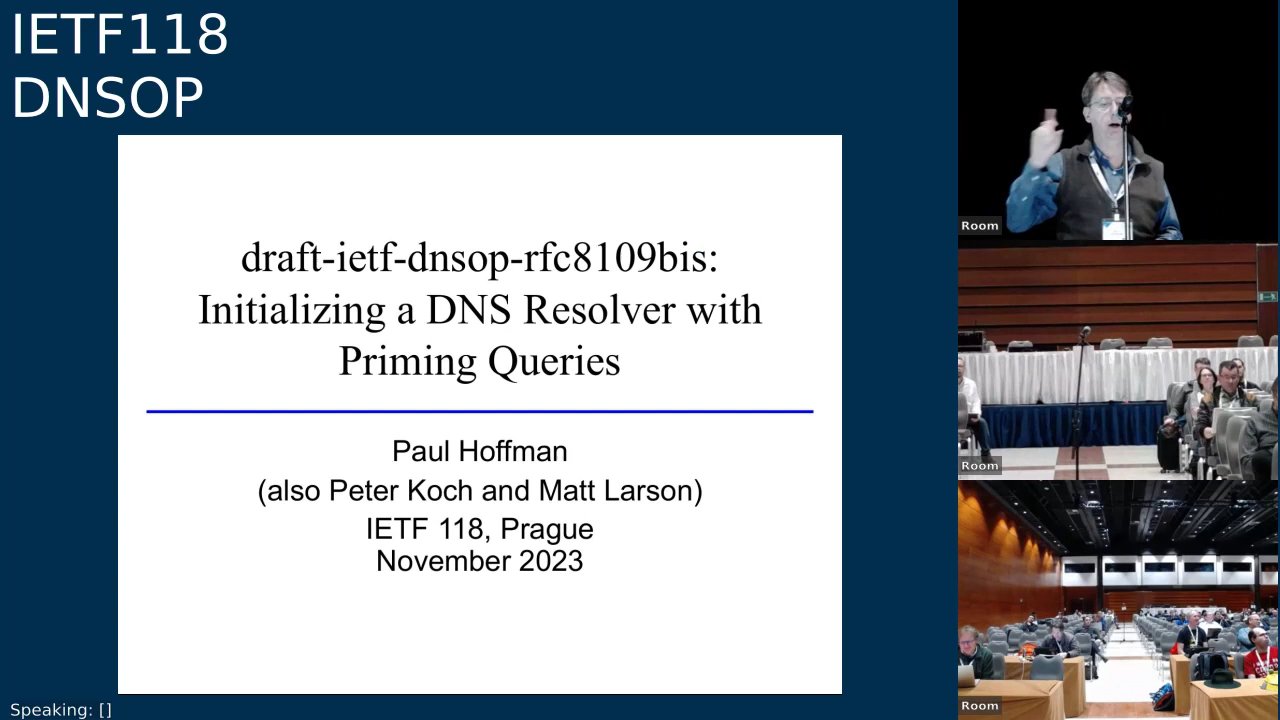 IETF118
DNSOP
draft-ietf-dnsop-rfc8109bis:
Initializing a DNS Resolver with
Priming Queries
Paul Hoffman
(also Peter Koch and Matt Larson)
IETF 118, Prague
November 2023
Room
Room
Room
Speaking: []